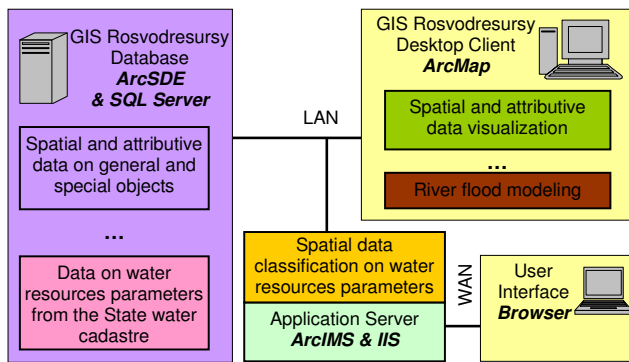 GIS Rosvodresursy
Database
ArcSDE
& SQL Server
Spatial and attributive
data on general and
special objects
...
Data on water
resources parameters
from the State water
cadastre
LAN
GIS Rosvodresursy
Desktop Client
ArcMap
Spatial and attributive
data visualization
...
River flood modeling
Spatial data
classification on water
resources parameters
Application Server
ArcIMS & IIS
WAN
User
Interface
Browser